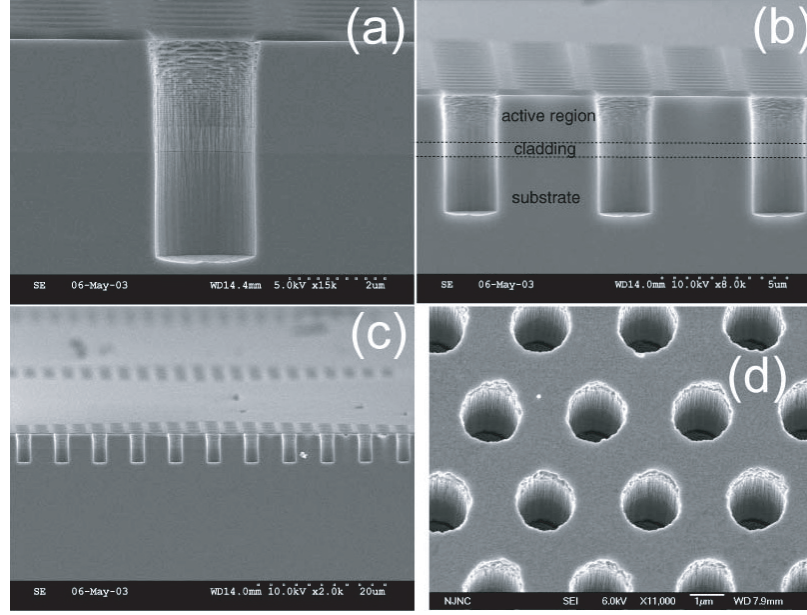 (a)
SE 06-May-03 WD14.4mm 5.0kV x15k 2um
(b)
active region
cladding
substrate
SE 06-May-03 WD14.0mm 10.0kV x8.0k 5um
(c)
SE 06-May-03 WD14.0mm 10.0kV x2.0k 20um
(d)
NJNC SEI 6.0kV X11,000 1μm WD 7.9mm